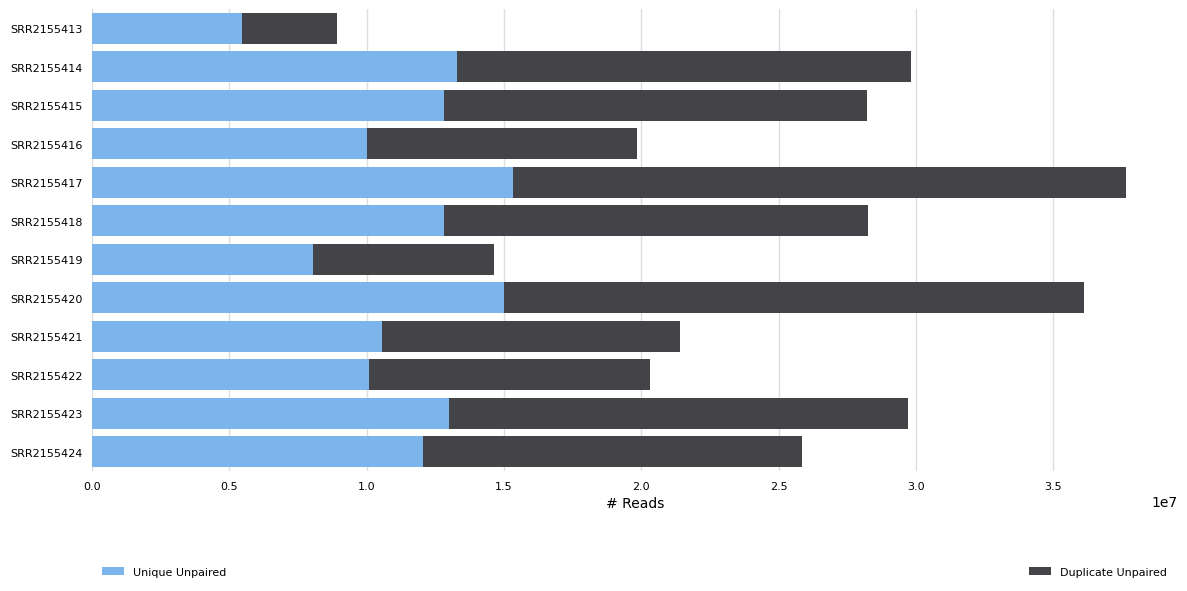 SRR2155413
SRR2155414
SRR2155415
SRR2155416
SRR2155417
SRR2155418
SRR2155419
SRR2155420
SRR2155421
SRR2155422
SRR2155423
SRR2155424
0.0 0.5 1.0 1.5 2.0 2.5 3.0 3.5
# Reads
1e7
Unique Unpaired Duplicate Unpaired